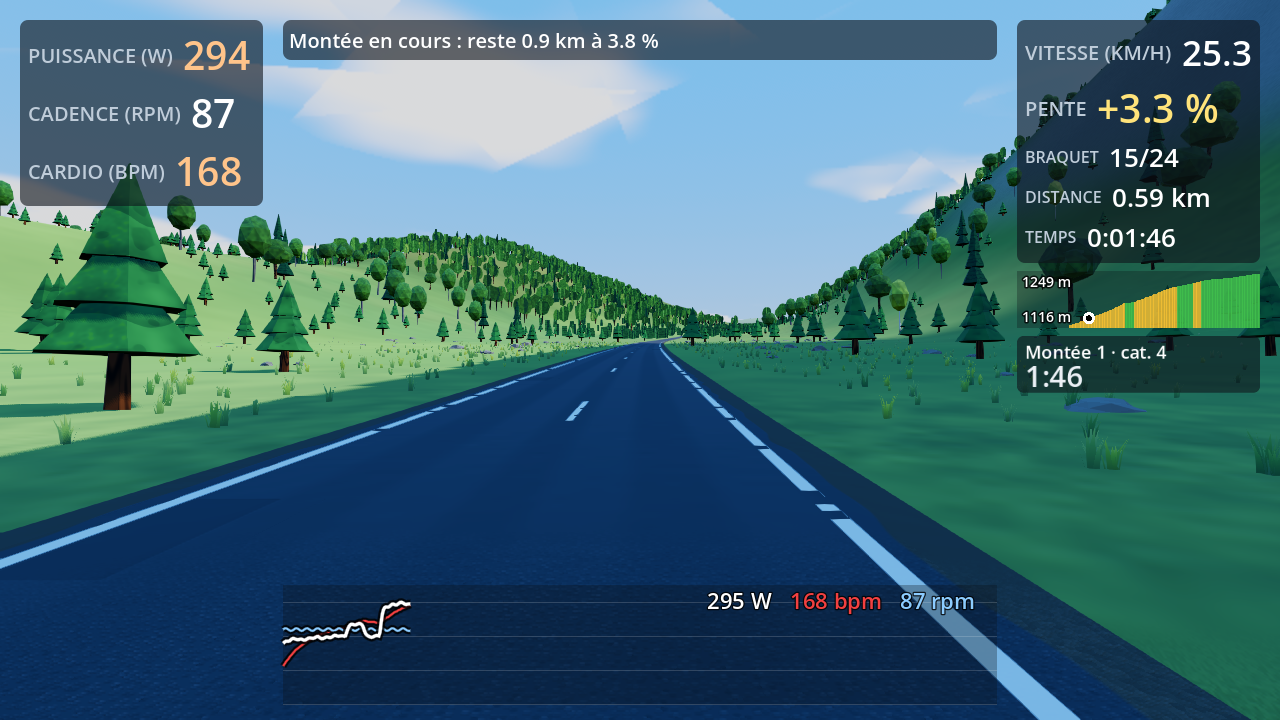 PUISSANCE (W) 294
CADENCE (RPM) 87
CARDIO (BPM) 168
Montée en cours : reste 0.9 km à 3.8 %
VITESSE (KM/H) 25.3
PENTE +3.3 %
BRAQUET 15/24
DISTANCE 0.59 km
TEMPS 0:01:46
1249 m
1116 m
Montée 1 · cat. 4
1:46
295 W 168 bpm 87 rpm